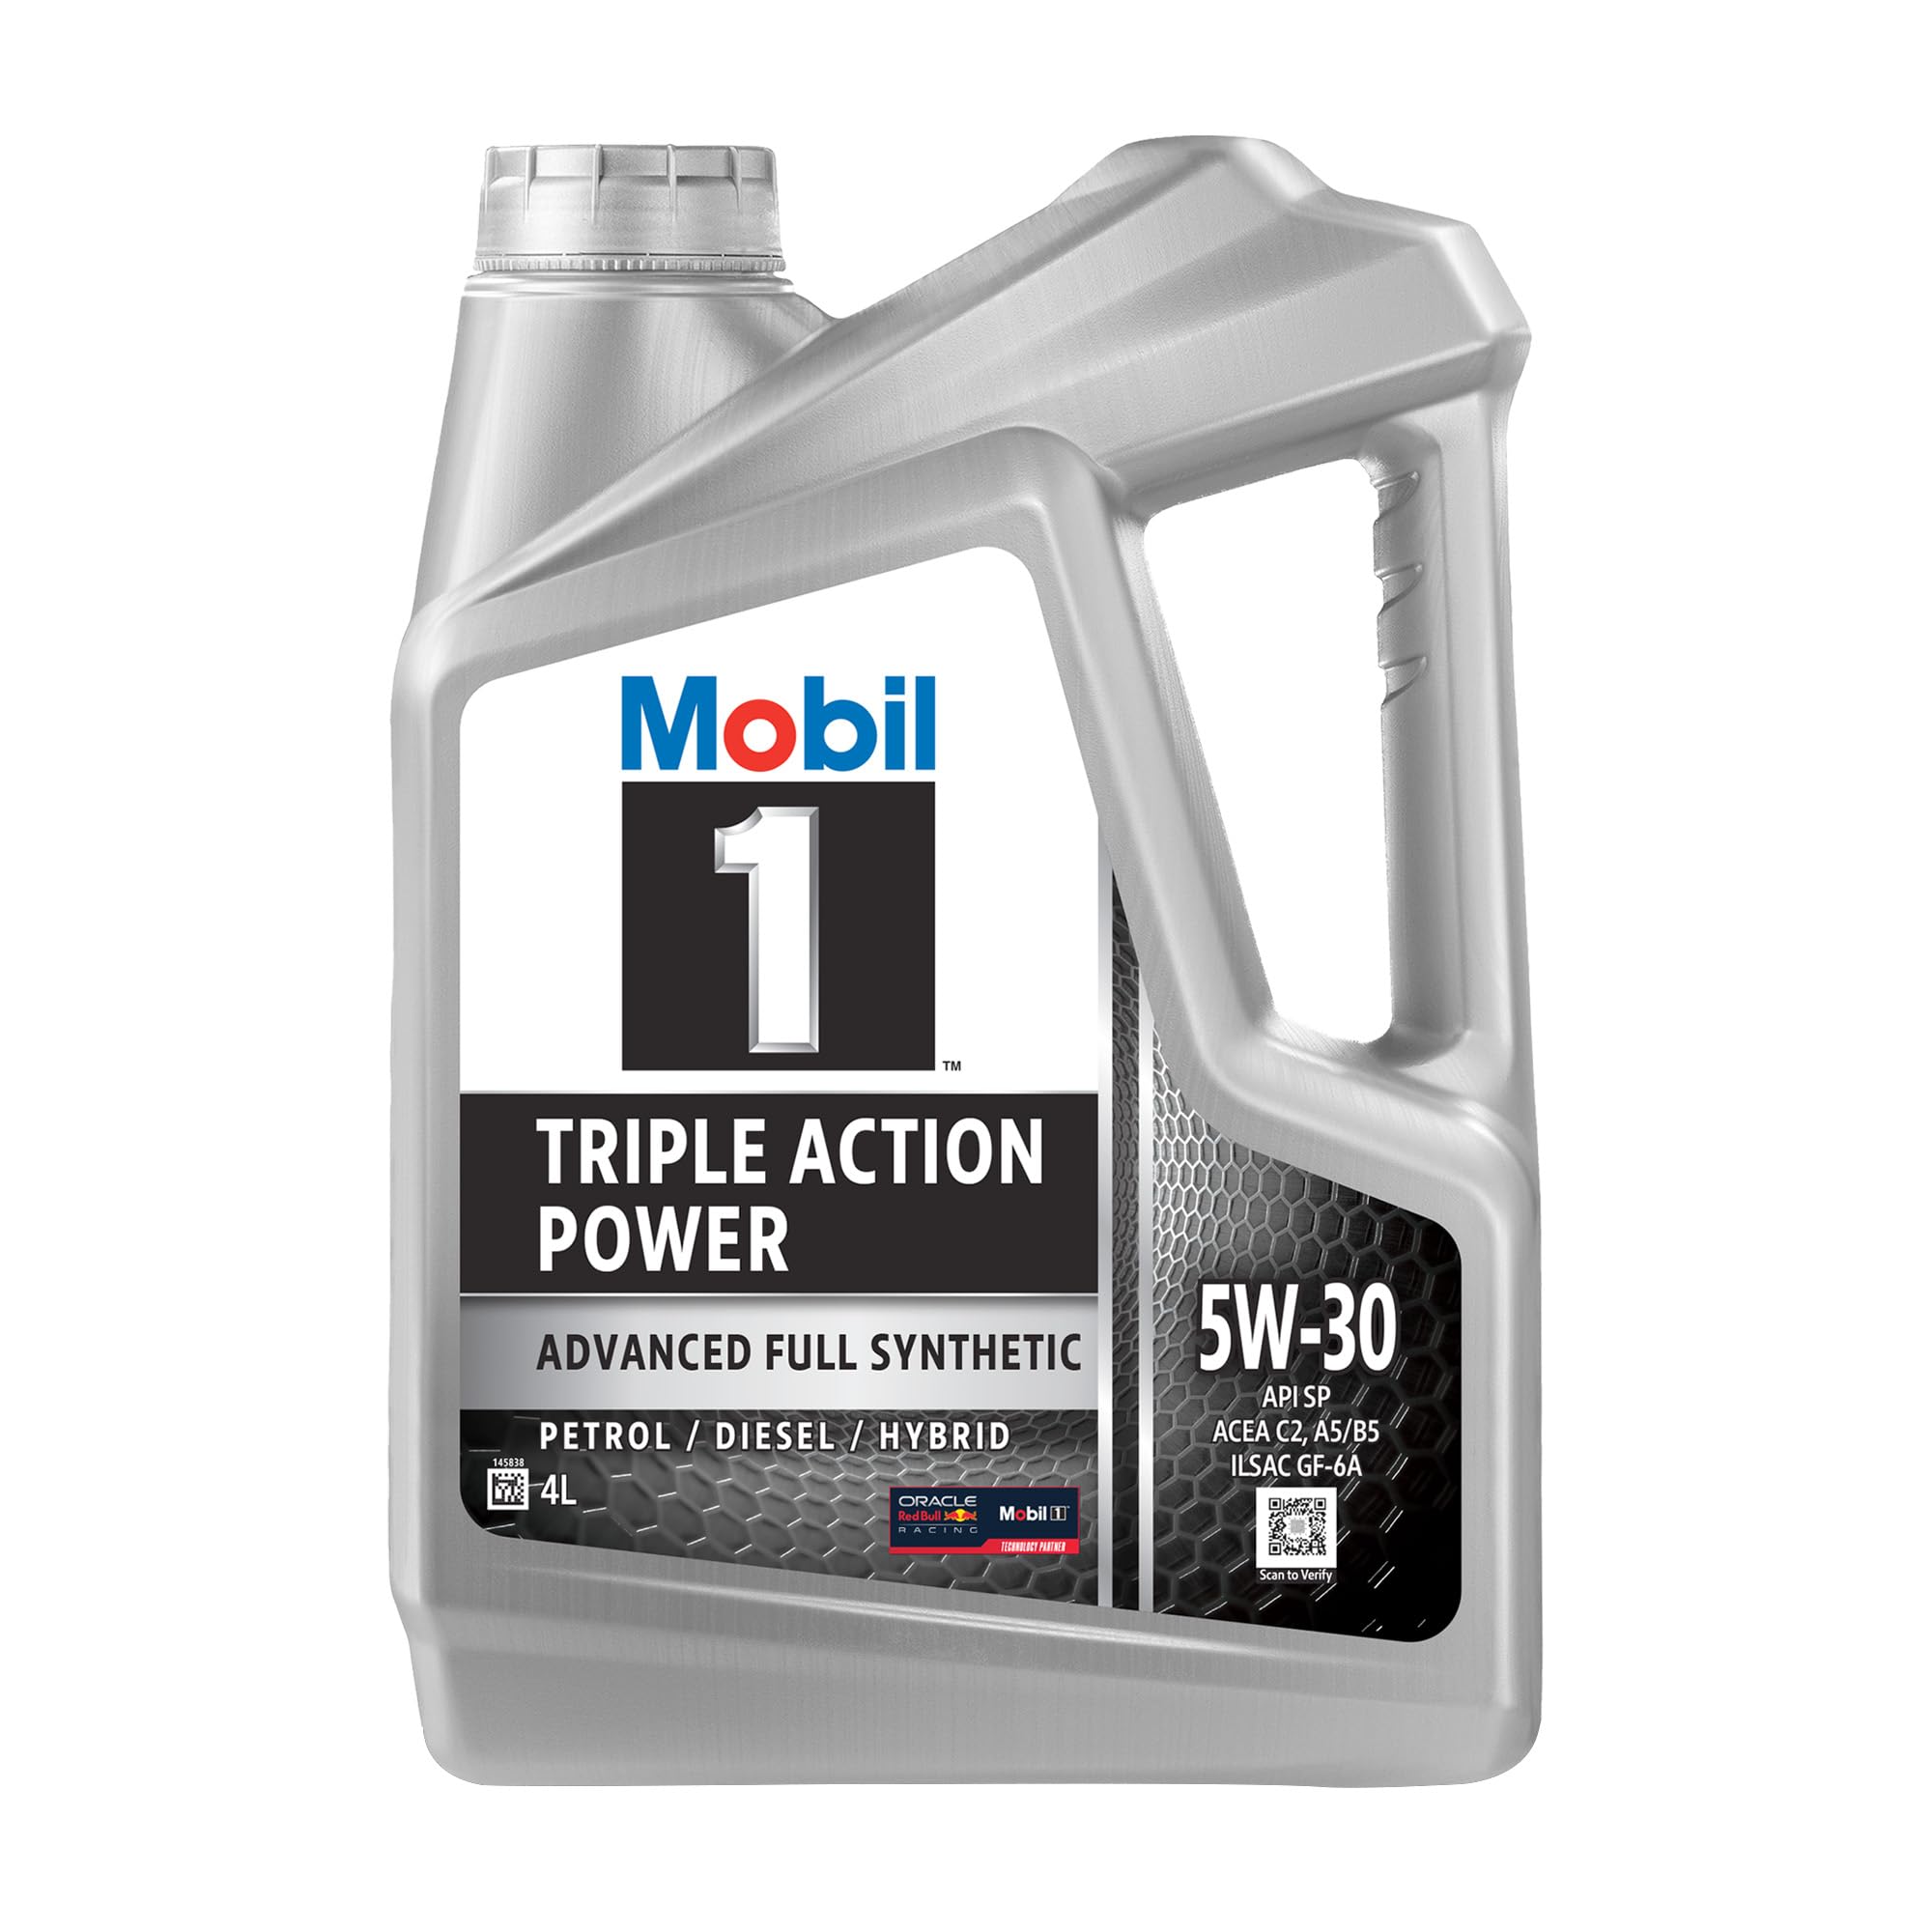 Mobil
1
TM
TRIPLE ACTION
POWER
ADVANCED FULL SYNTHETIC
PETROL / DIESEL / HYBRID
145838
4L
ORACLE
Red Bull
RACING
Mobil 1
TECHNOLOGY PARTNER
5W-30
API SP
ACEA C2, A5/B5
ILSAC GF-6A
Scan to Verify